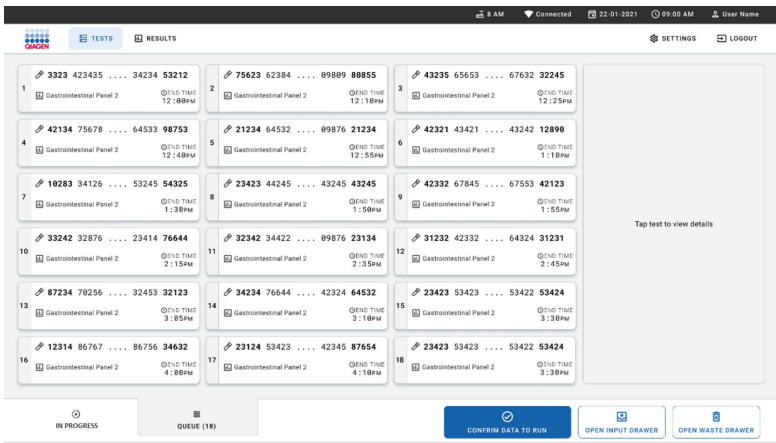 8 AM Connected 22-01-2021 09:00 AM User Name
QIAGEN TESTS RESULTS SETTINGS LOGOUT
1 3323 423435 .... 34234 53212
Gastrointestinal Panel 2 END TIME
12:00PM
2 75623 62384 .... 09809 80855
Gastrointestinal Panel 2 END TIME
12:10PM
3 43235 65653 .... 67632 32245
Gastrointestinal Panel 2 END TIME
12:25PM
4 42134 75678 .... 64533 98753
Gastrointestinal Panel 2 END TIME
12:40PM
5 21234 64532 .... 09876 21234
Gastrointestinal Panel 2 END TIME
12:55PM
6 42321 43421 .... 43242 12890
Gastrointestinal Panel 2 END TIME
1:10PM
7 10283 34126 .... 53245 54325
Gastrointestinal Panel 2 END TIME
1:30PM
8 23423 44245 .... 43245 43245
Gastrointestinal Panel 2 END TIME
1:50PM
9 42332 67845 .... 67553 42123
Gastrointestinal Panel 2 END TIME
1:55PM
10 33242 32876 .... 23414 76644
Gastrointestinal Panel 2 END TIME
2:15PM
11 32342 34422 .... 09876 23134
Gastrointestinal Panel 2 END TIME
2:35PM
12 31232 42332 .... 64324 31231
Gastrointestinal Panel 2 END TIME
2:45PM
13 87234 70256 .... 32453 32123
Gastrointestinal Panel 2 END TIME
3:05PM
14 34234 76644 .... 42324 64532
Gastrointestinal Panel 2 END TIME
3:10PM
15 23423 53423 .... 53422 53424
Gastrointestinal Panel 2 END TIME
3:30PM
16 12314 86767 .... 86756 34632
Gastrointestinal Panel 2 END TIME
4:00PM
17 23124 53423 .... 42345 87654
Gastrointestinal Panel 2 END TIME
4:10PM
18 23423 53423 .... 53422 53424
Gastrointestinal Panel 2 END TIME
3:30PM
Tap test to view details
IN PROGRESS QUEUE (18) CONFRIM DATA TO RUN OPEN INPUT DRAWER OPEN WASTE DRAWER